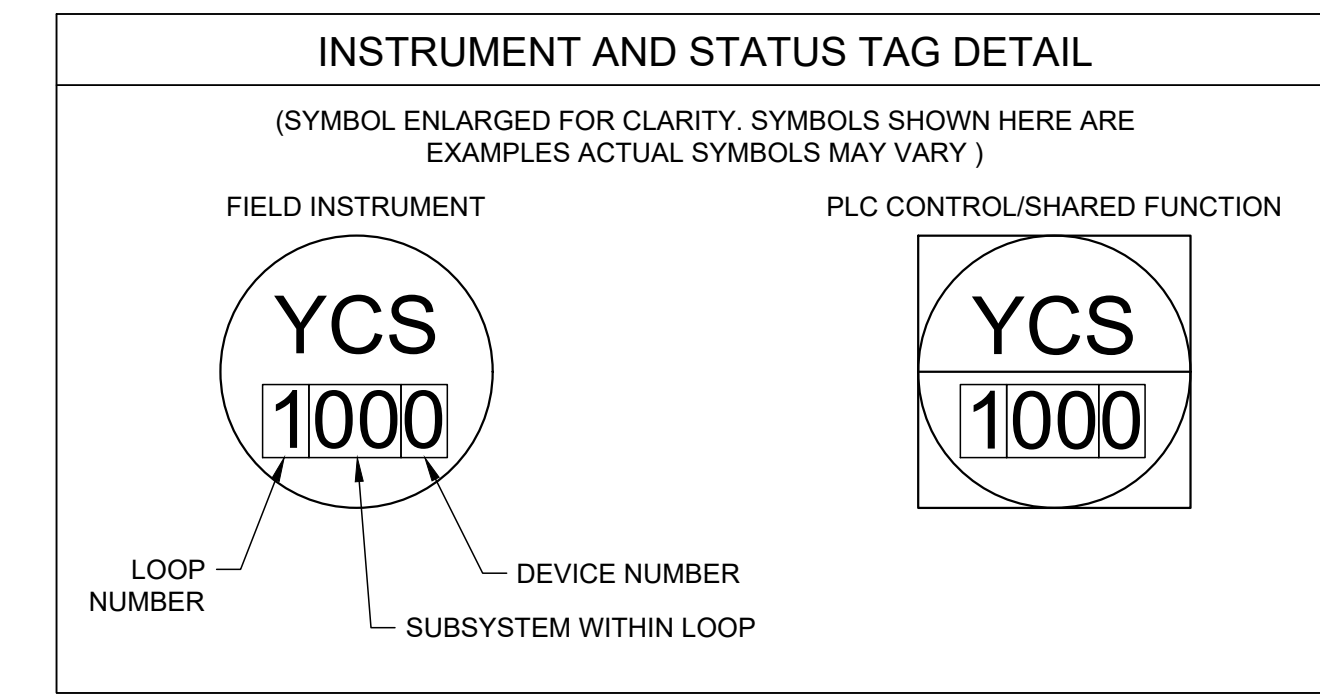 INSTRUMENT AND STATUS TAG DETAIL
(SYMBOL ENLARGED FOR CLARITY. SYMBOLS SHOWN HERE ARE
EXAMPLES ACTUAL SYMBOLS MAY VARY )
FIELD INSTRUMENT
YCS
1000
LOOP
NUMBER
DEVICE NUMBER
SUBSYSTEM WITHIN LOOP
PLC CONTROL/SHARED FUNCTION
YCS
1000